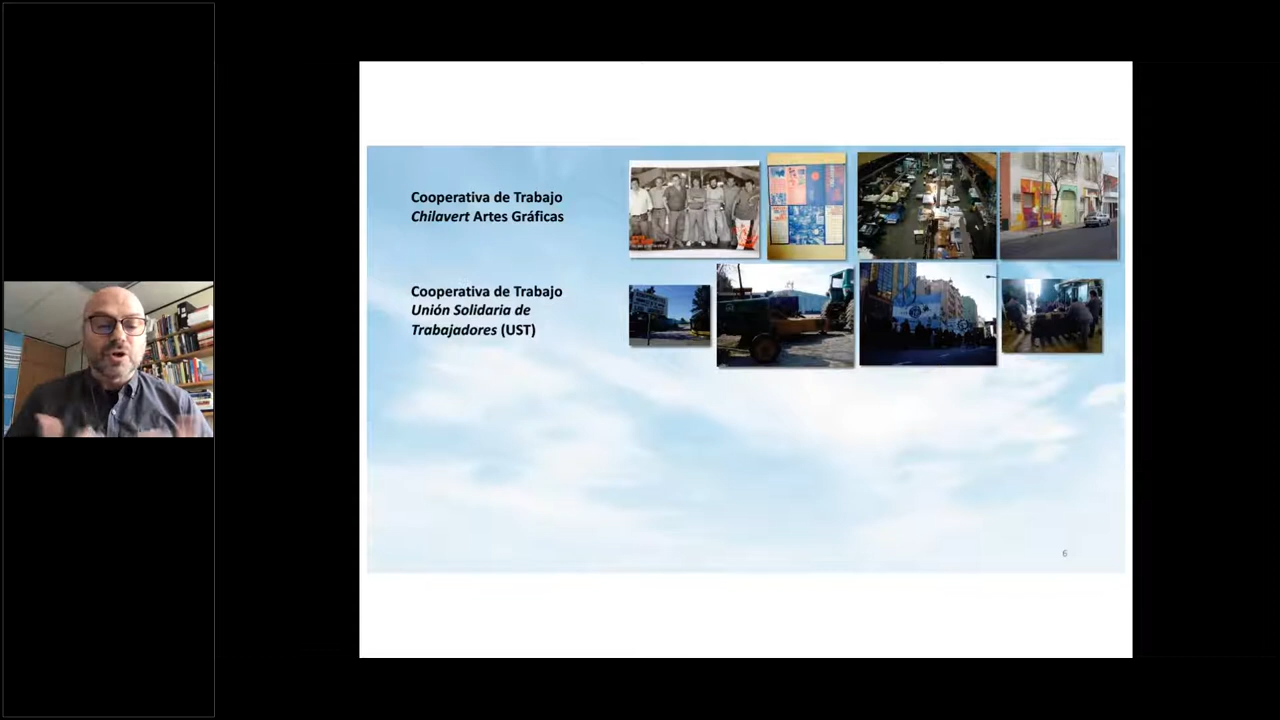 Cooperativa de Trabajo
Chilavert Artes Gráficas
Cooperativa de Trabajo
Unión Solidaria de
Trabajadores (UST)
6